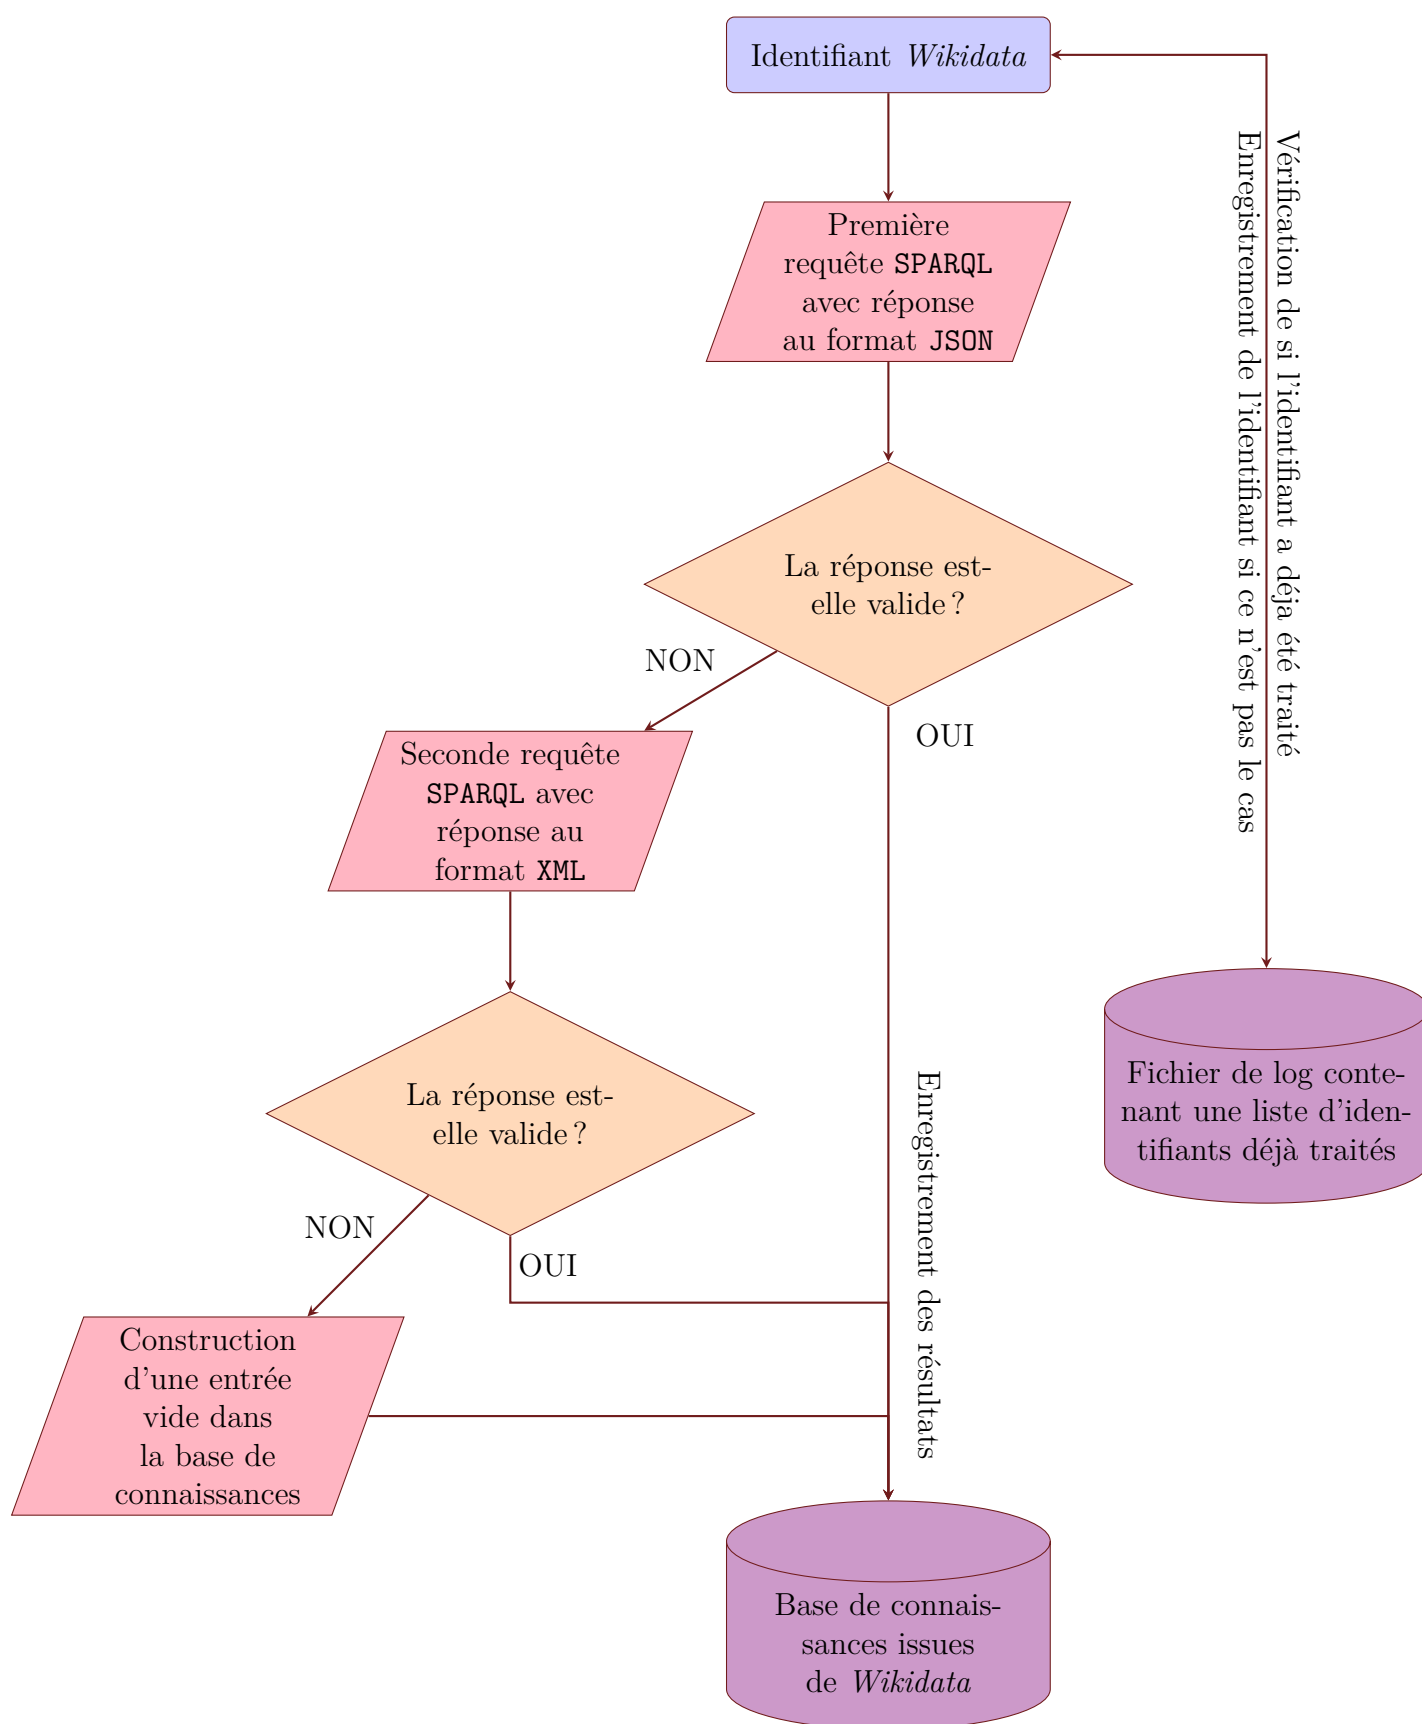 Identifiant Wikidata
Première
requête SPARQL
avec réponse
au format JSON
Vérification de si l'identifiant a déja été traité
Enregistrement de l'identifiant si ce n'est pas le cas
La réponse est-
elle valide ?
NON
OUI
Seconde requête
SPARQL avec
réponse au
format XML
Fichier de log conte-
nant une liste d'iden-
tifiants déjà traités
La réponse est-
elle valide ?
NON
OUI
Enregistrement des résultats
Construction
d'une entrée
vide dans
la base de
connaissances
Base de connais-
sances issues
de Wikidata